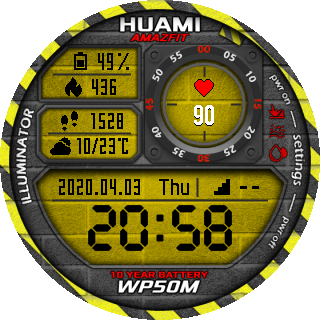 HUAMI
AMAZFIT
49%
436
1528
10/23°C
00
05
10
15
20
25
30
35
40
45
50
55
90
pwr on
settings
pwr off
ILLUMINATOR
2020.04.03 Thu | --
20:58
10 YEAR BATTERY
WP50M